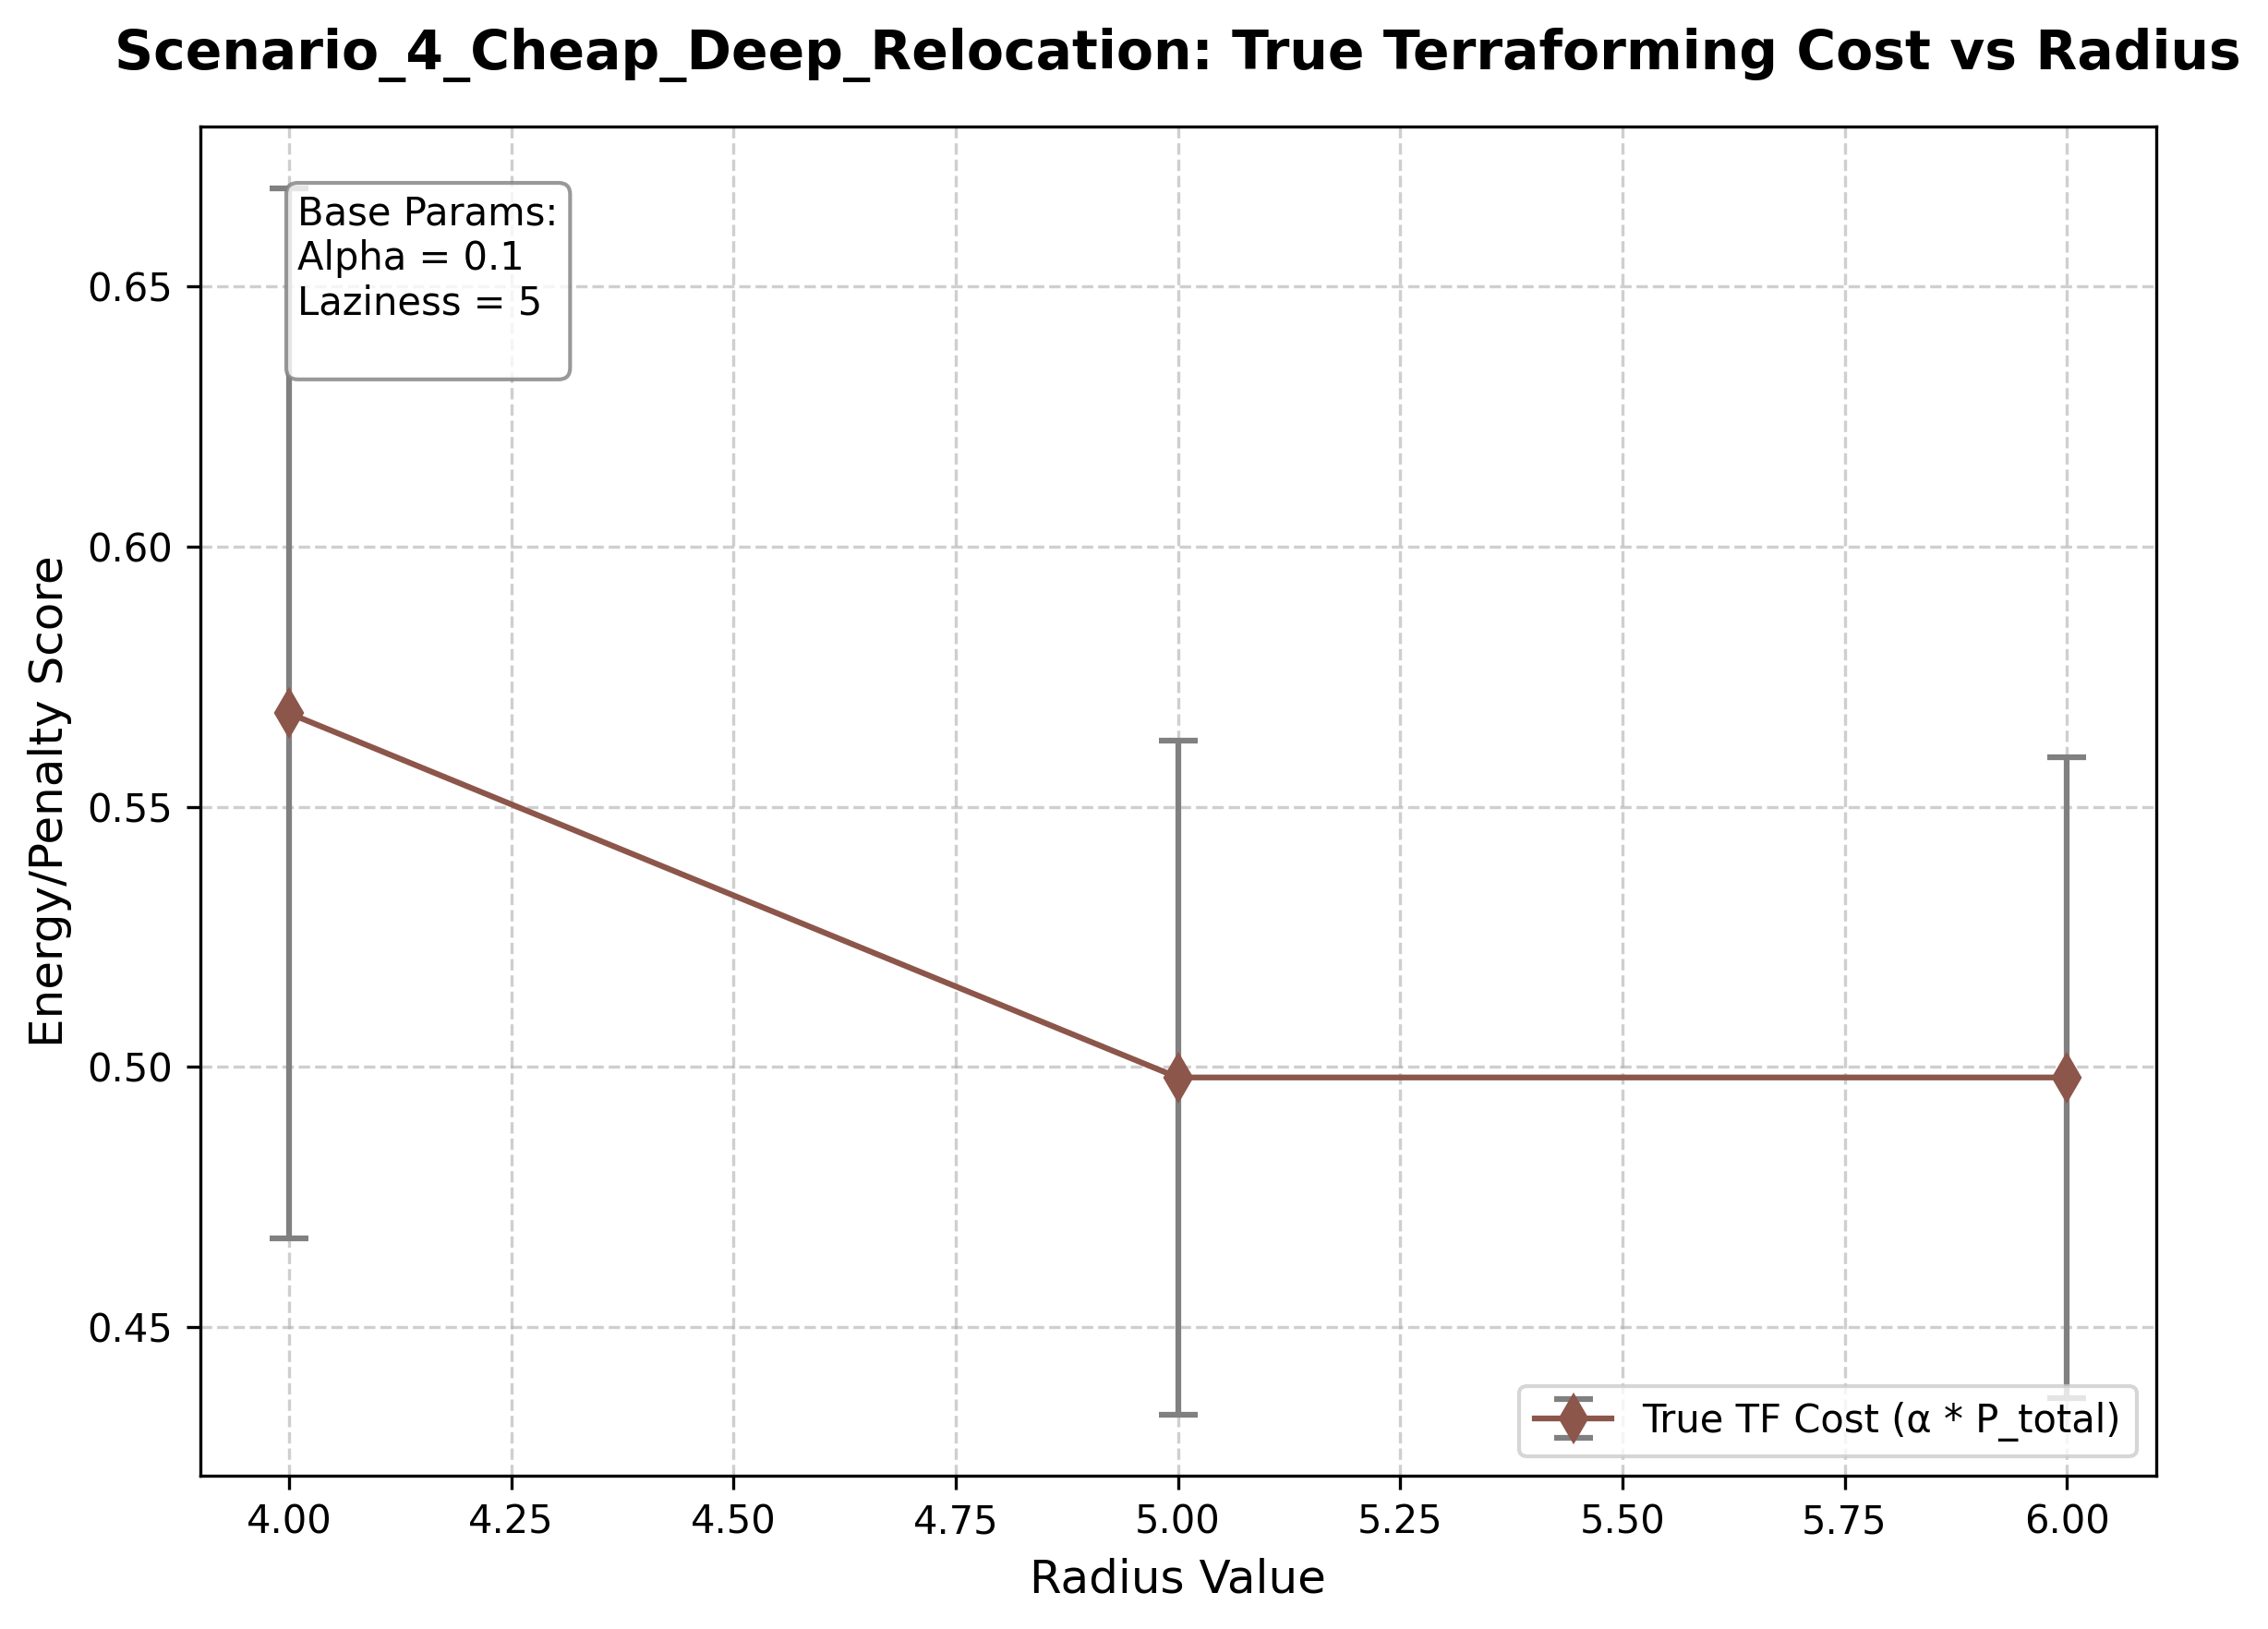 Scenario_4_Cheap_Deep_Relocation: True Terraforming Cost vs Radius
Base Params:
Alpha = 0.1
Laziness = 5
Energy/Penalty Score
0.65
0.60
0.55
0.50
0.45
True TF Cost (α * P_total)
4.00 4.25 4.50 4.75 5.00 5.25 5.50 5.75 6.00
Radius Value